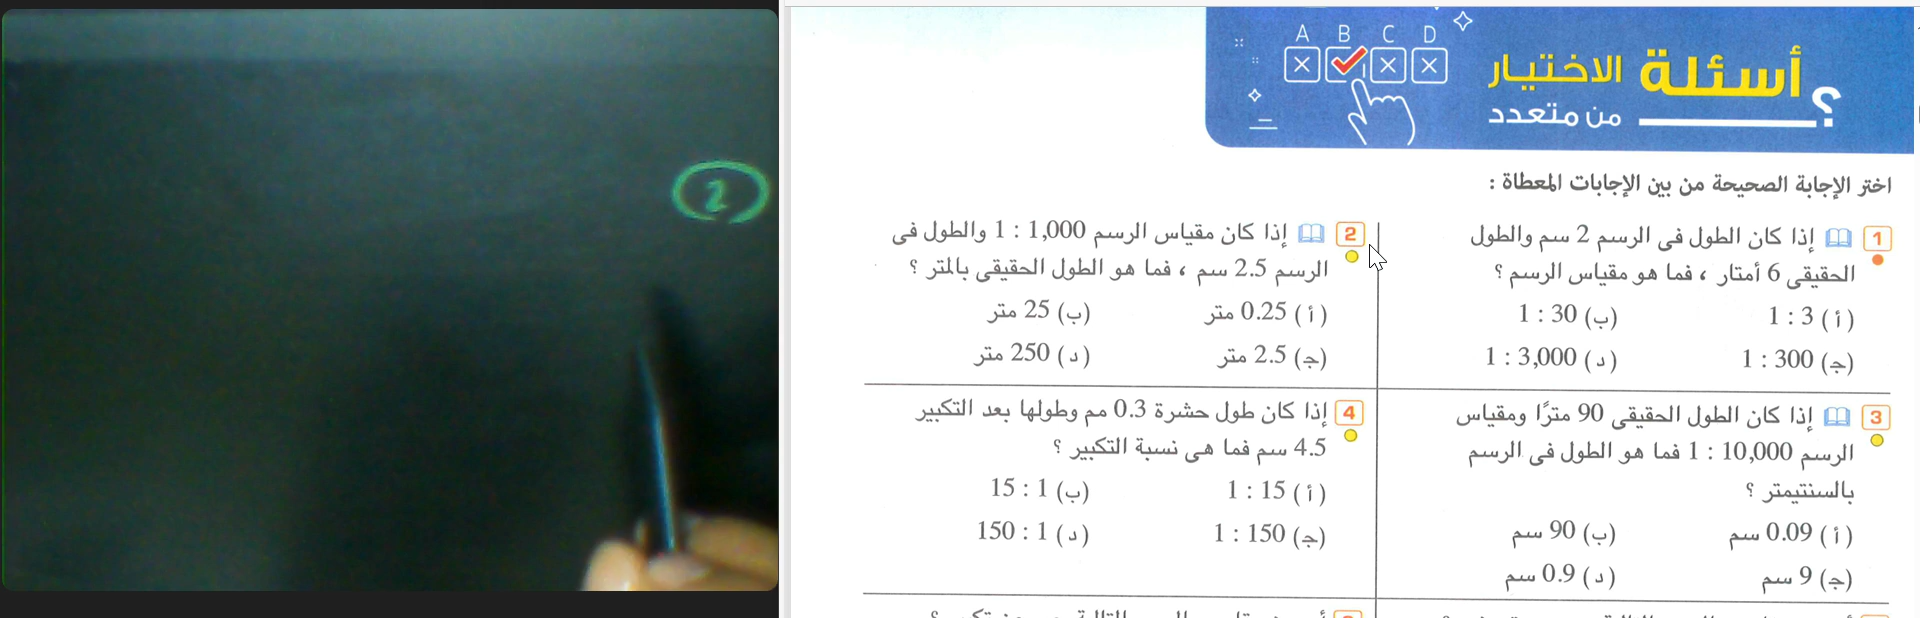 2
A B C D
أسئلة الاختيار
من متعدد ؟
اختر الإجابة الصحيحة من بين الإجابات المعطاة :
1 إذا كان الطول فى الرسم 2 سم والطول
الحقيقى 6 أمتار ، فما هو مقياس الرسم ؟
(أ) 3 : 1 (ب) 30 : 1
(ج) 300 : 1 (د) 3,000 : 1
2 إذا كان مقياس الرسم 1,000 : 1 والطول فى
الرسم 2.5 سم ، فما هو الطول الحقيقى بالمتر ؟
(أ) 0.25 متر (ب) 25 متر
(ج) 2.5 متر (د) 250 متر
3 إذا كان الطول الحقيقى 90 مترًا ومقياس
الرسم 10,000 : 1 فما هو الطول فى الرسم
بالسنتيمتر ؟
(أ) 0.09 سم (ب) 90 سم
(ج) 9 سم (د) 0.9 سم
4 إذا كان طول حشرة 0.3 مم وطولها بعد التكبير
4.5 سم فما هى نسبة التكبير ؟
(أ) 15 : 1 (ب) 1 : 15
(ج) 150 : 1 (د) 1 : 150